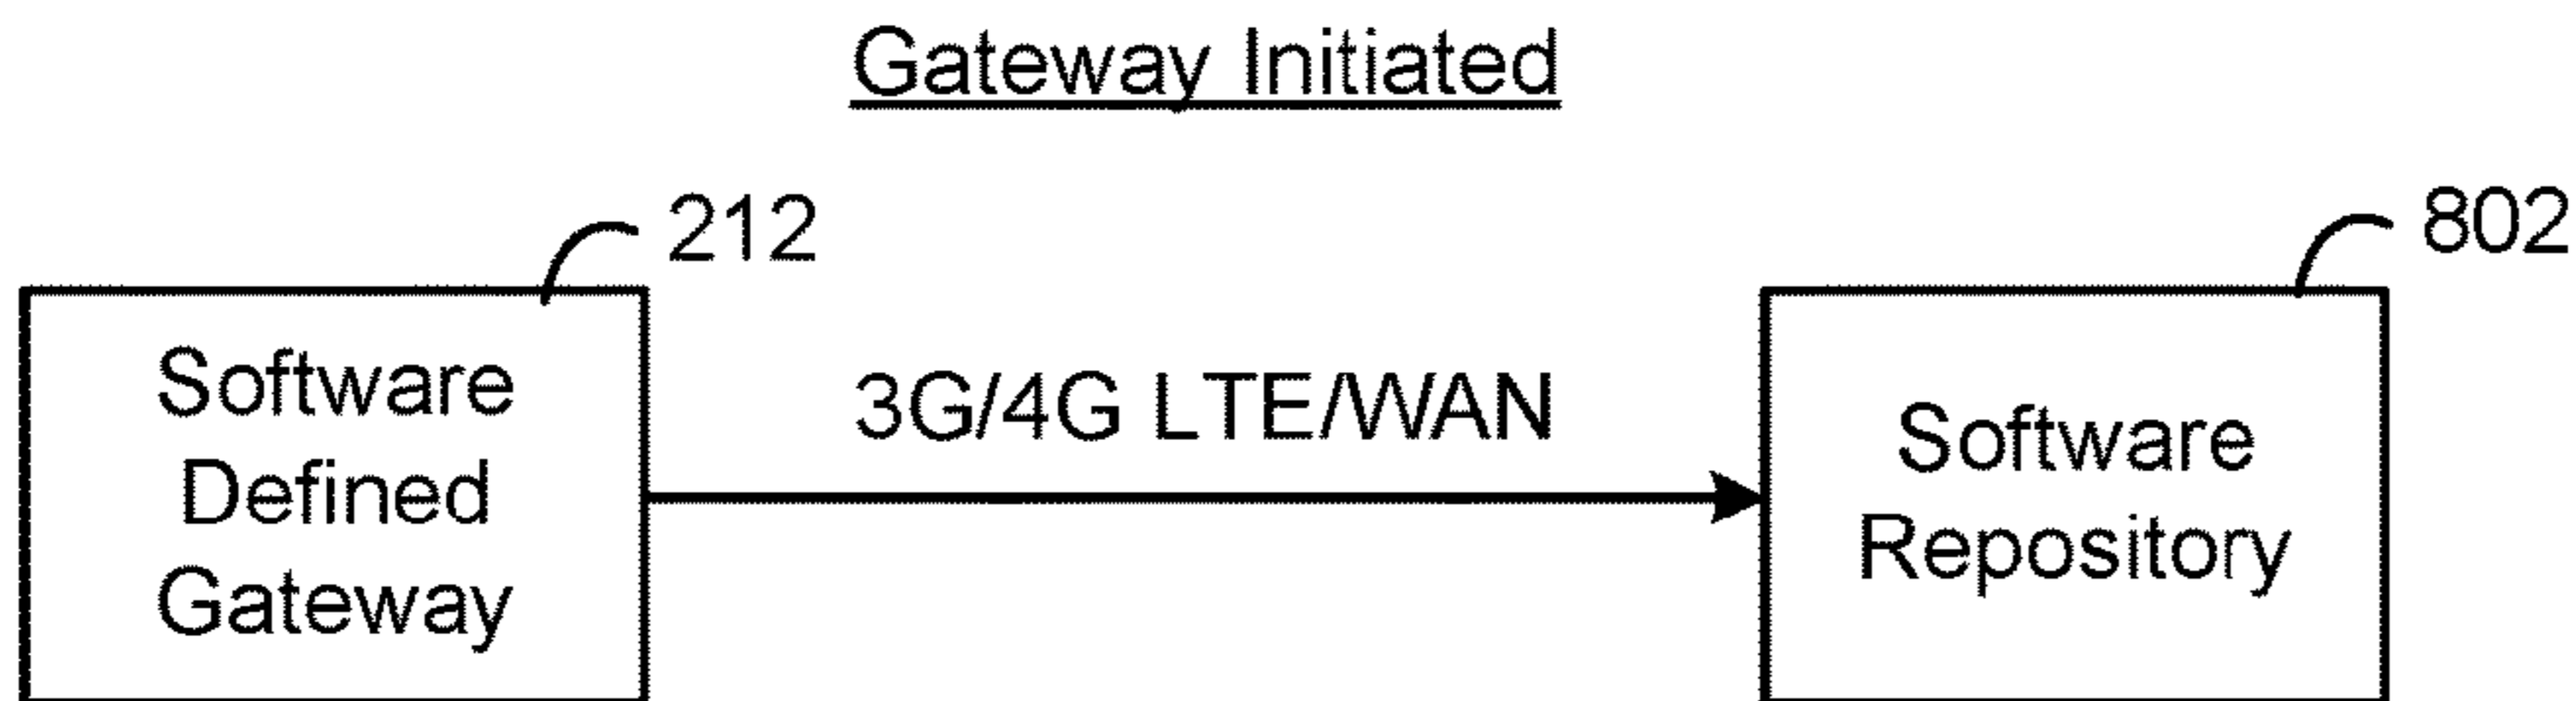 Gateway Initiated
212
802
Software
Defined
Gateway
3G/4G LTE/WAN
Software
Repository